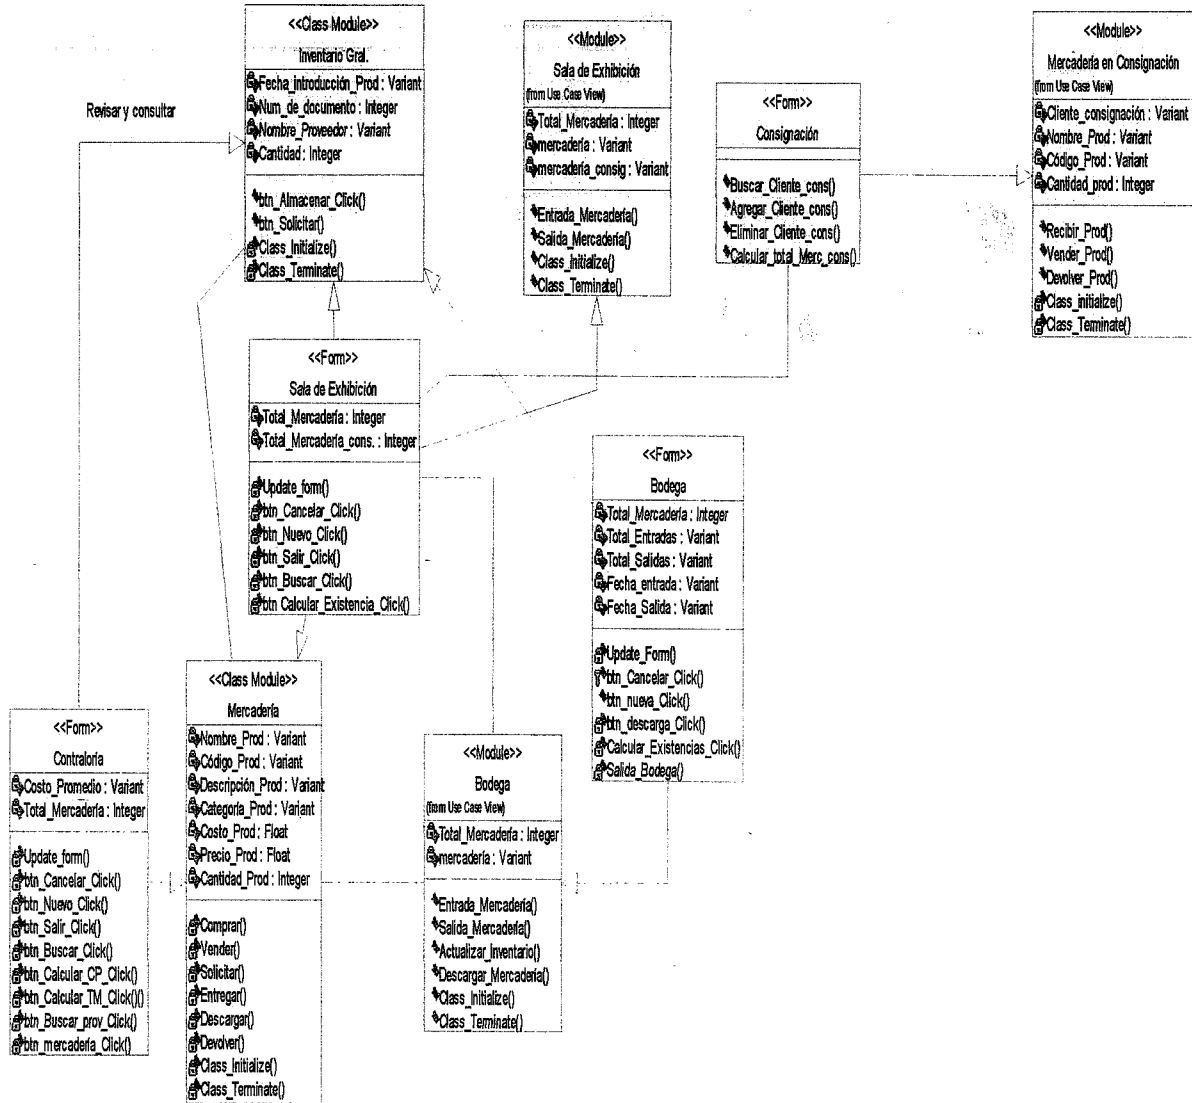 <<Class Module>>
Inventario Gral.
Fecha_introducción_Prod : Variant
Num_de_documento : Integer
Nombre_Proveedor : Variant
Cantidad : Integer
btn_Almacenar_Click()
btn_Solicitar()
Class_Initialize()
Class_Terminate()
Revisar y consultar
<<Module>>
Sala de Exhibición
(from Use Case View)
Total_Mercadería : Integer
mercadería : Variant
mercadería_consig : Variant
Entrada_Mercadería()
Salida_Mercadería()
Class_Initialize()
Class_Terminate()
<<Form>>
Consignación
Buscar_Cliente_cons()
Agregar_Cliente_cons()
Eliminar_Cliente_cons()
Calcular_total_Merc_cons()
<<Module>>
Mercadería en Consignación
(from Use Case View)
Cliente_consignación : Variant
Nombre_Prod : Variant
Código_Prod : Variant
Cantidad_prod : Integer
Recibir_Prod()
Vender_Prod()
Devolver_Prod()
Class_initialize()
Class_Terminate()
<<Form>>
Sala de Exhibición
Total_Mercadería : Integer
Total_Mercadería_cons. : Integer
Update_form()
btn_Cancelar_Click()
btn_Nuevo_Click()
btn_Salir_Click()
btn_Buscar_Click()
btn Calcular_Existencia_Click()
<<Form>>
Bodega
Total_Mercadería : Integer
Total_Entradas : Variant
Total_Salidas : Variant
Fecha_entrada : Variant
Fecha_Salida : Variant
Update_Form()
btn_Cancelar_Click()
btn_nueva_Click()
btn_descarga_Click()
Calcular_Existencias_Click()
Salida_Bodega()
<<Form>>
Contraloría
Costo_Promedio : Variant
Total_Mercadería : Integer
Update_form()
btn_Cancelar_Click()
btn_Nuevo_Click()
btn_Salir_Click()
btn_Buscar_Click()
btn_Calcular_CP_Click()
btn_Calcular_TM_Click()()
btn_Buscar_prov_Click()
btn_mercadería_Click()
<<Class Module>>
Mercadería
Nombre_Prod : Variant
Código_Prod : Variant
Descripción_Prod : Variant
Categoría_Prod : Variant
Costo_Prod : Float
Precio_Prod : Float
Cantidad_Prod : Integer
Comprar()
Vender()
Solicitar()
Entregar()
Descargar()
Devolver()
Class_Initialize()
Class_Terminate()
<<Module>>
Bodega
(from Use Case View)
Total_Mercadería : Integer
mercadería : Variant
Entrada_Mercadería()
Salida_Mercadería()
Actualizar_Inventario()
Descargar_Mercadería()
Class_Initialize()
Class_Terminate()